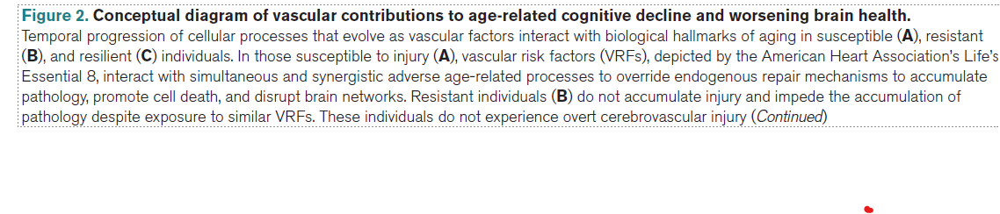 Figure 2. Conceptual diagram of vascular contributions to age-related cognitive decline and worsening brain health.
Temporal progression of cellular processes that evolve as vascular factors interact with biological hallmarks of aging in susceptible (A), resistant
(B), and resilient (C) individuals. In those susceptible to injury (A), vascular risk factors (VRFs), depicted by the American Heart Association’s Life’s
Essential 8, interact with simultaneous and synergistic adverse age-related processes to override endogenous repair mechanisms to accumulate
pathology, promote cell death, and disrupt brain networks. Resistant individuals (B) do not accumulate injury and impede the accumulation of
pathology despite exposure to similar VRFs. These individuals do not experience overt cerebrovascular injury (Continued)